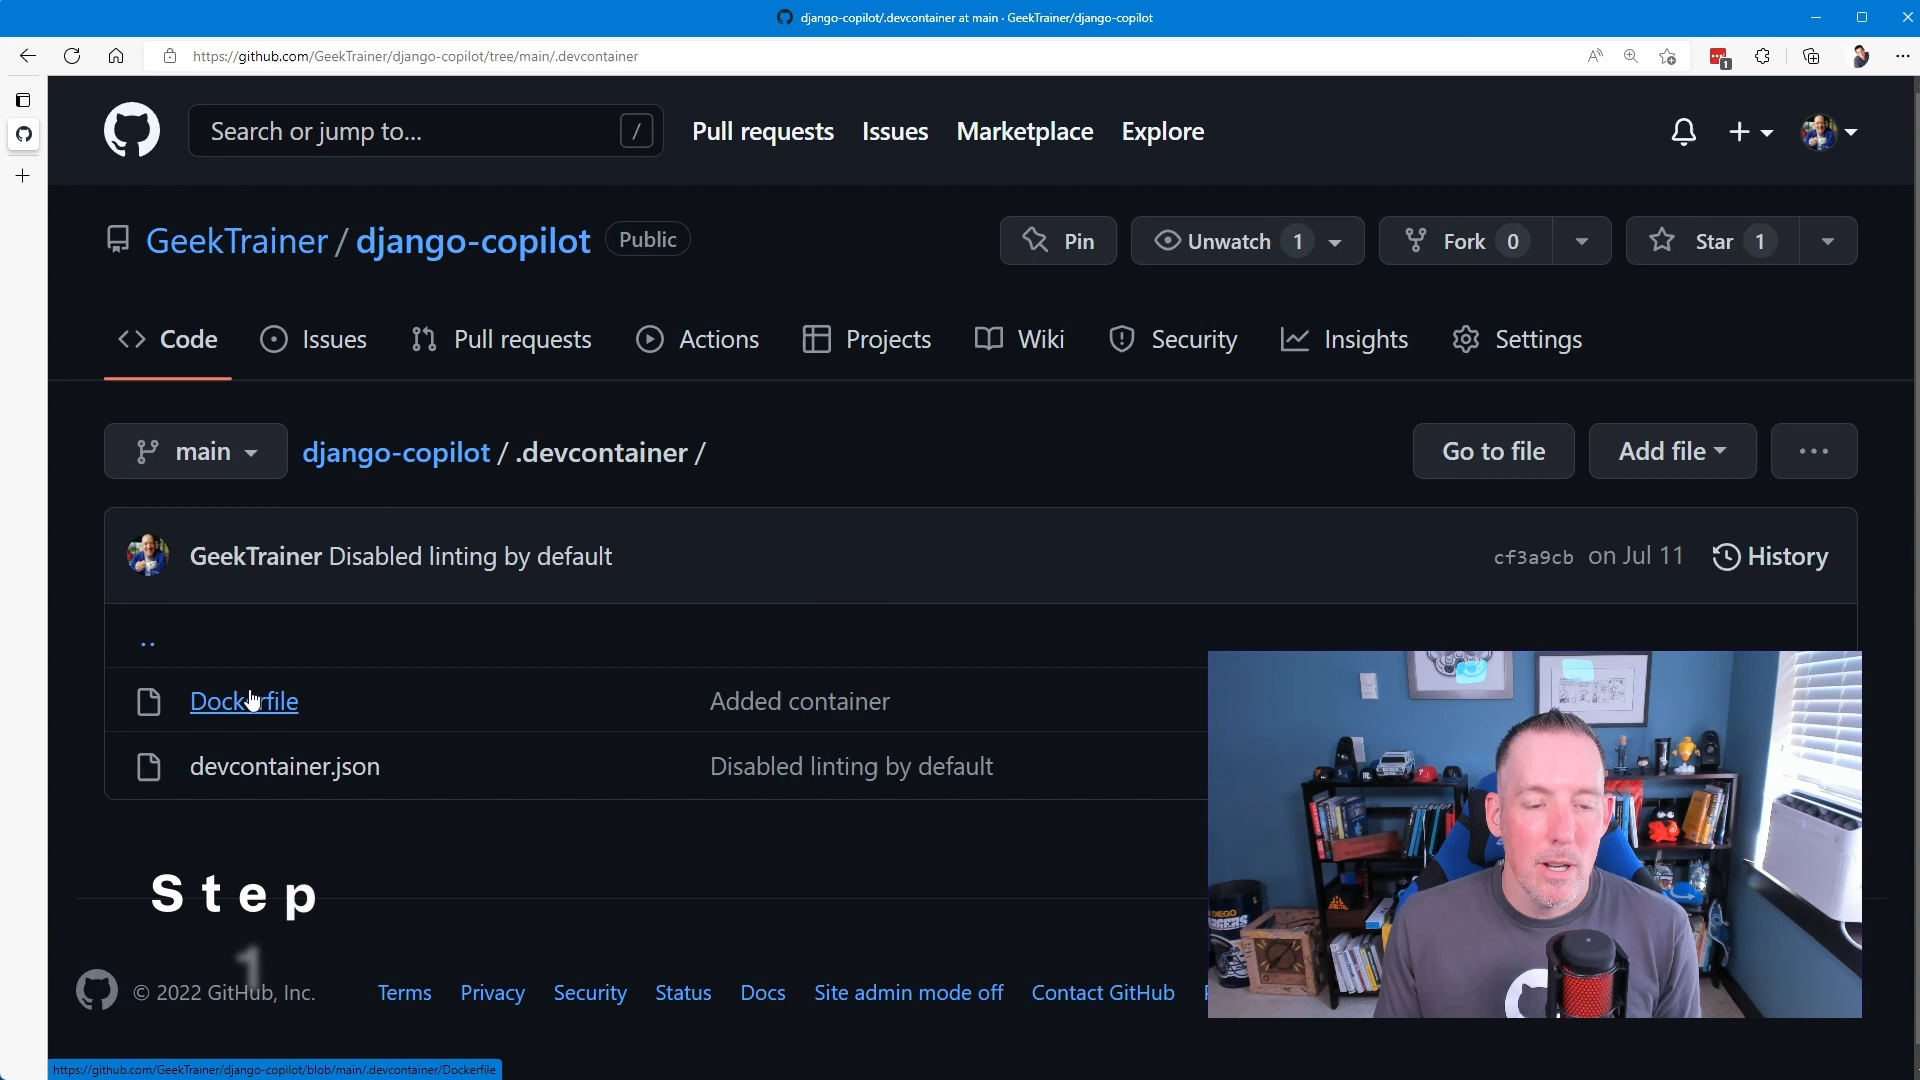 django-copilot/.devcontainer at main · GeekTrainer/django-copilot
https://github.com/GeekTrainer/django-copilot/tree/main/.devcontainer
1
Search or jump to...
/
Pull requests
Issues
Marketplace
Explore
GeekTrainer / django-copilot
Public
Pin
Unwatch 1
Fork 0
Star 1
Code
Issues
Pull requests
Actions
Projects
Wiki
Security
Insights
Settings
main
django-copilot / .devcontainer /
Go to file
Add file
GeekTrainer Disabled linting by default
cf3a9cb on Jul 11
History
..
Dockerfile
Added container
devcontainer.json
Disabled linting by default
Step
1
© 2022 GitHub, Inc.
Terms
Privacy
Security
Status
Docs
Site admin mode off
Contact GitHub
https://github.com/GeekTrainer/django-copilot/blob/main/.devcontainer/Dockerfile